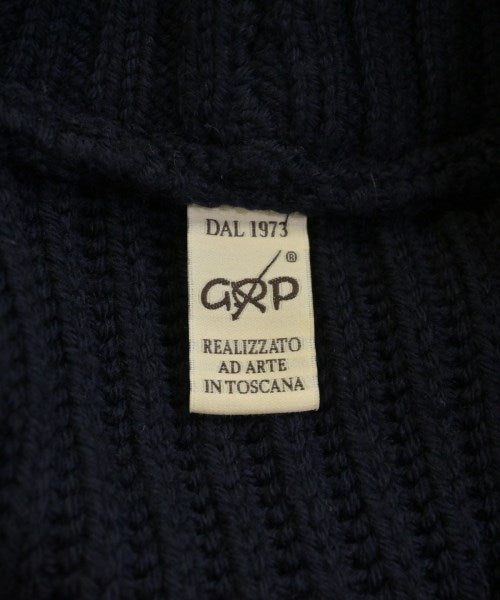 DAL 1973
GRP®
REALIZZATO
AD ARTE
IN TOSCANA